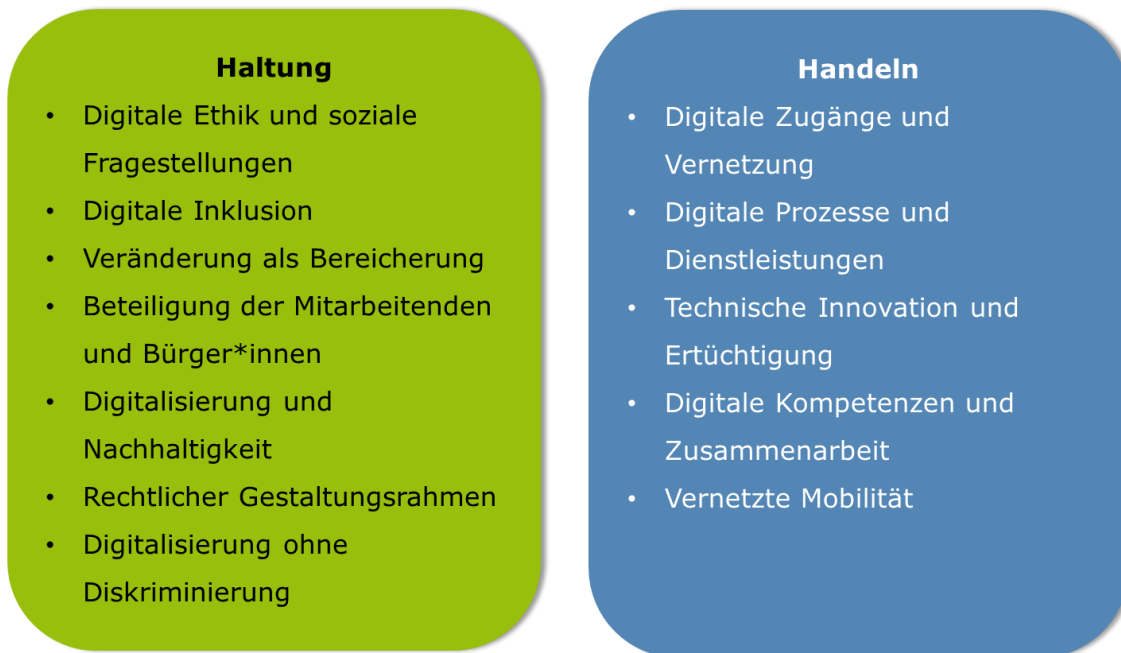 Haltung
• Digitale Ethik und soziale
Fragestellungen
• Digitale Inklusion
• Veränderung als Bereicherung
• Beteiligung der Mitarbeitenden
und Bürger*innen
• Digitalisierung und
Nachhaltigkeit
• Rechtlicher Gestaltungsrahmen
• Digitalisierung ohne
Diskriminierung
Handeln
• Digitale Zugänge und
Vernetzung
• Digitale Prozesse und
Dienstleistungen
• Technische Innovation und
Ertüchtigung
• Digitale Kompetenzen und
Zusammenarbeit
• Vernetzte Mobilität